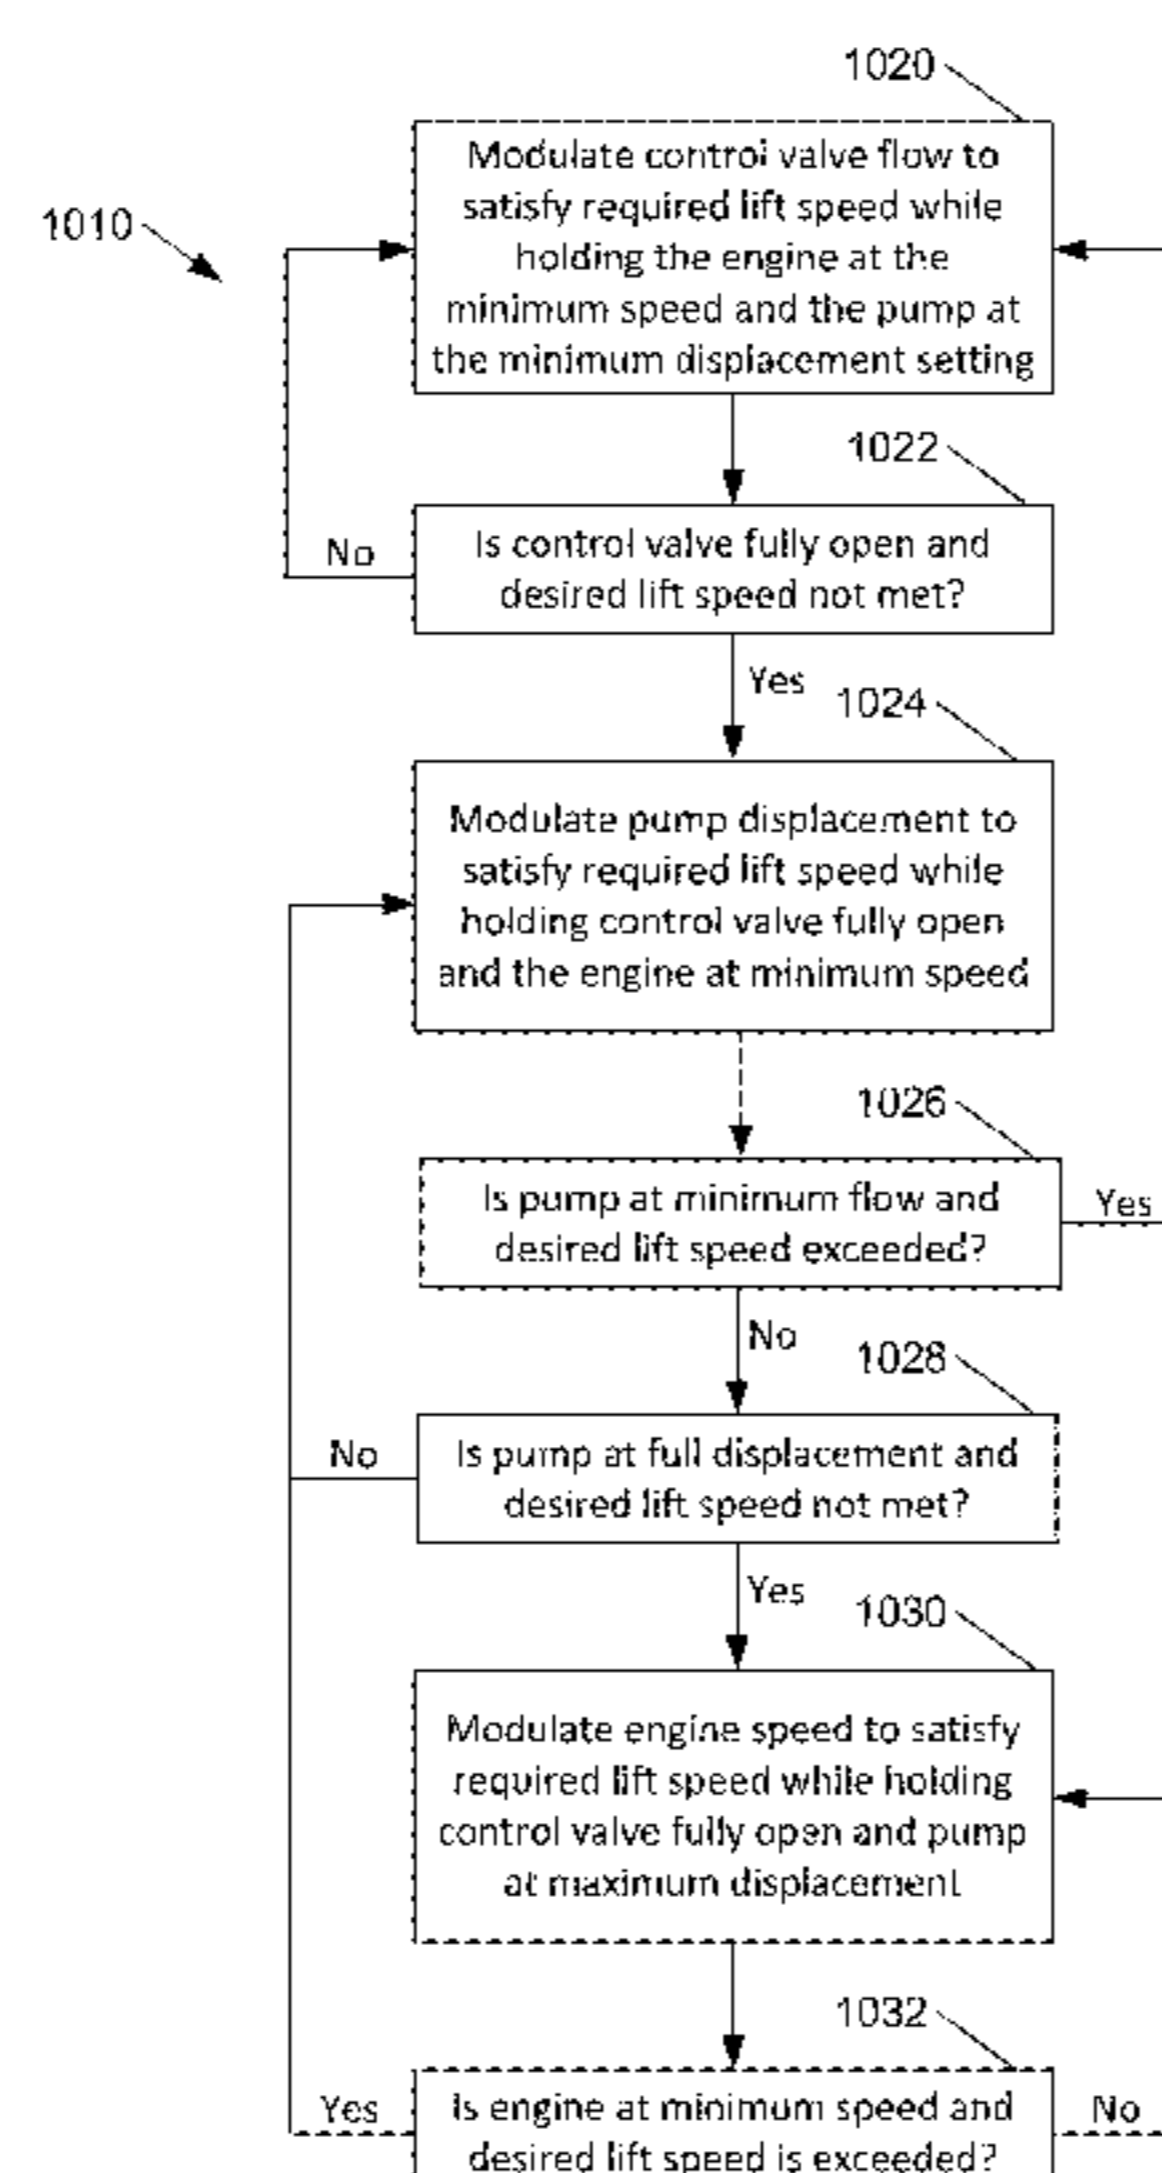 1020
1010
Modulate control valve flow to
satisfy required lift speed while
holding the engine at the
minimum speed and the pump at
the minimum displacement setting
1022
Is control valve fully open and
desired lift speed not met?
No
Yes
1024
Modulate pump displacement to
satisfy required lift speed while
holding control valve fully open
and the engine at minimum speed
1026
Is pump at minimum flow and
desired lift speed exceeded?
Yes
No
1028
Is pump at full displacement and
desired lift speed not met?
No
Yes
1030
Modulate engine speed to satisfy
required lift speed while holding
control valve fully open and pump
at maximum displacement
1032
Is engine at minimum speed and
desired lift speed is exceeded?
Yes
No